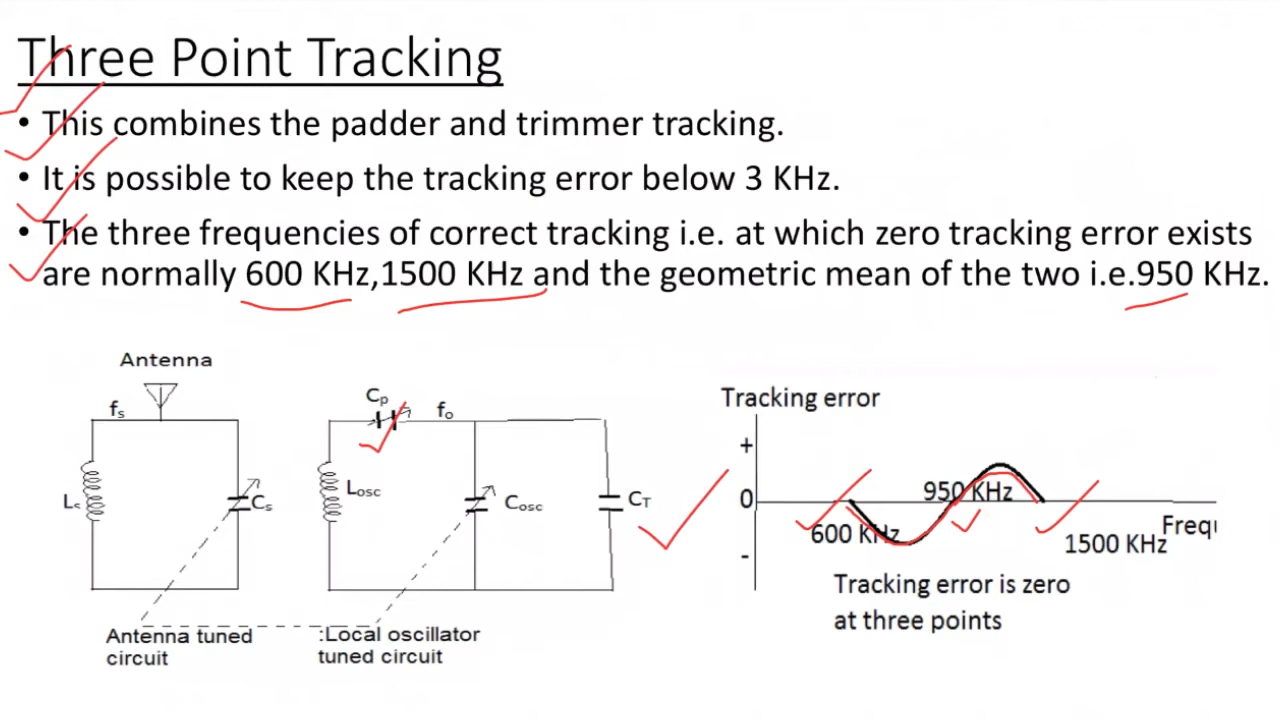 Three Point Tracking
• This combines the padder and trimmer tracking.
• It is possible to keep the tracking error below 3 KHz.
• The three frequencies of correct tracking i.e. at which zero tracking error exists
are normally 600 KHz,1500 KHz and the geometric mean of the two i.e.950 KHz.
Antenna
fs
Cs
Cp
fo
Losc
Cosc
CT
Antenna tuned
circuit
:Local oscillator
tuned circuit
Tracking error
+
0
-
950 KHz
600 KHz
1500 KHz
Tracking error is zero
at three points